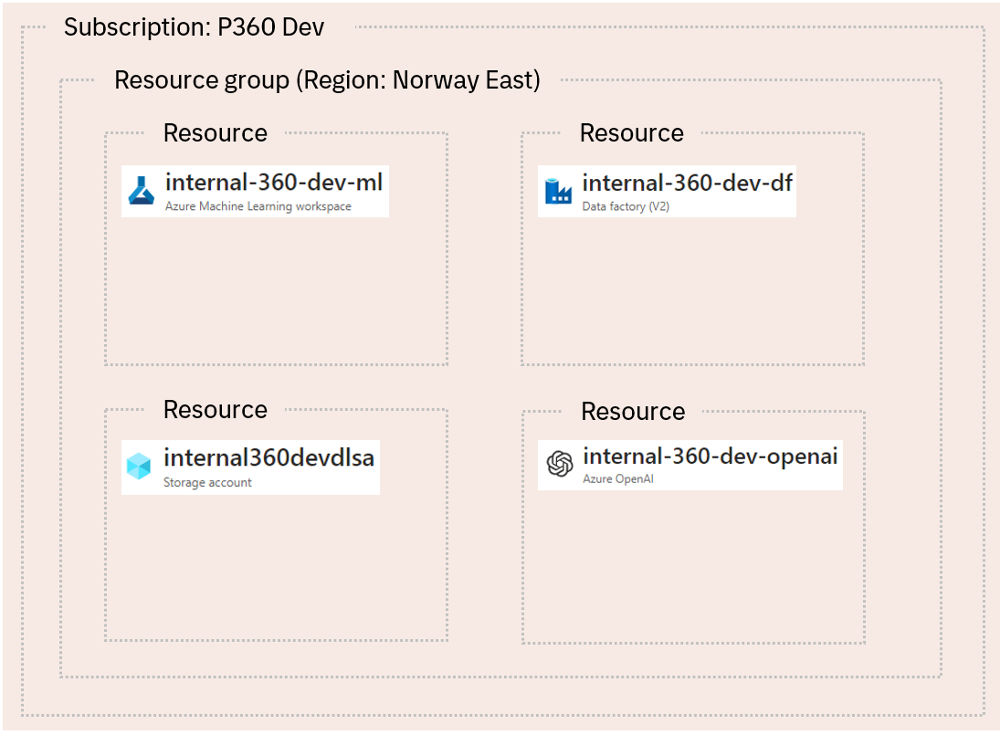 Subscription: P360 Dev
Resource group (Region: Norway East)
Resource
internal-360-dev-ml
Azure Machine Learning workspace
Resource
internal-360-dev-df
Data factory (V2)
Resource
internal360devdlsa
Storage account
Resource
internal-360-dev-openai
Azure OpenAI